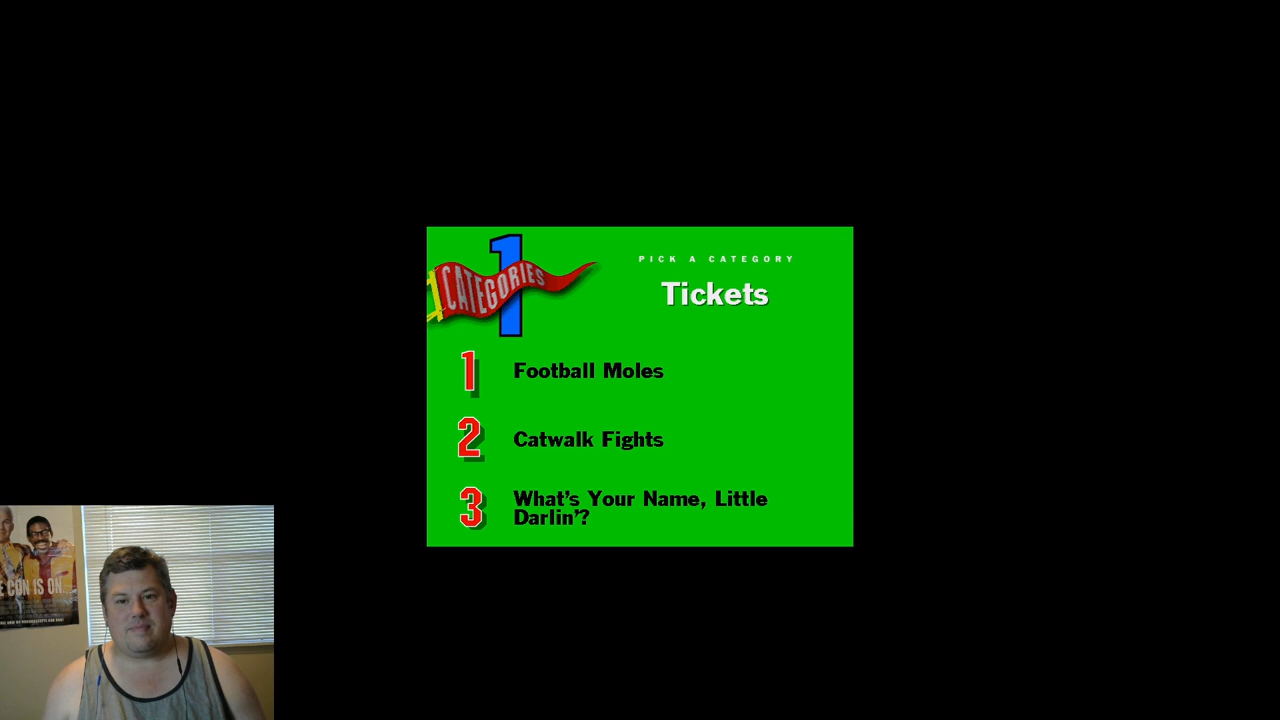 CATEGORIES
1
PICK A CATEGORY
Tickets
1 Football Moles
2 Catwalk Fights
3 What's Your Name, Little
Darlin'?
CON IS ON...